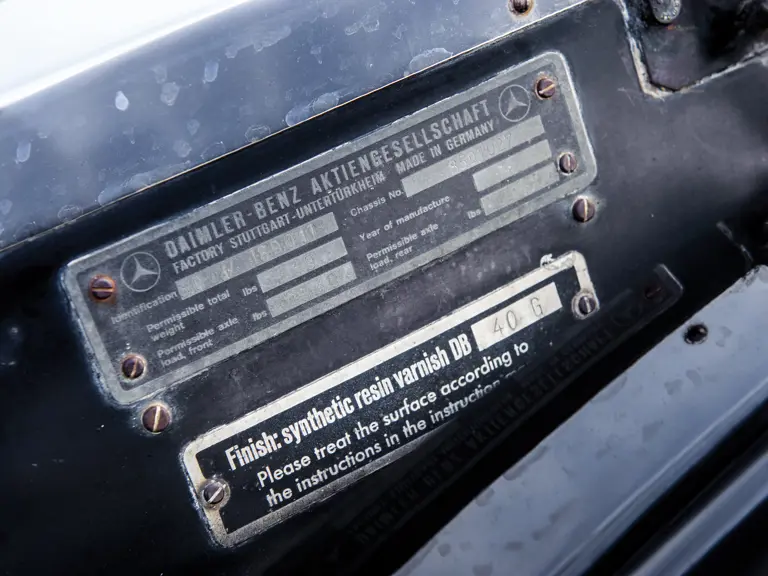 DAIMLER-BENZ AKTIENGESELLSCHAFT
FACTORY STUTTGART-UNTERTÜRKHEIM MADE IN GERMANY
Identification
Chassis No.
Permissible total weight lbs
Year of manufacture
Permissible axle load, front lbs
Permissible axle load, rear lbs
Finish: synthetic resin varnish DB 40 G
Please treat the surface according to
the instructions in the instruction